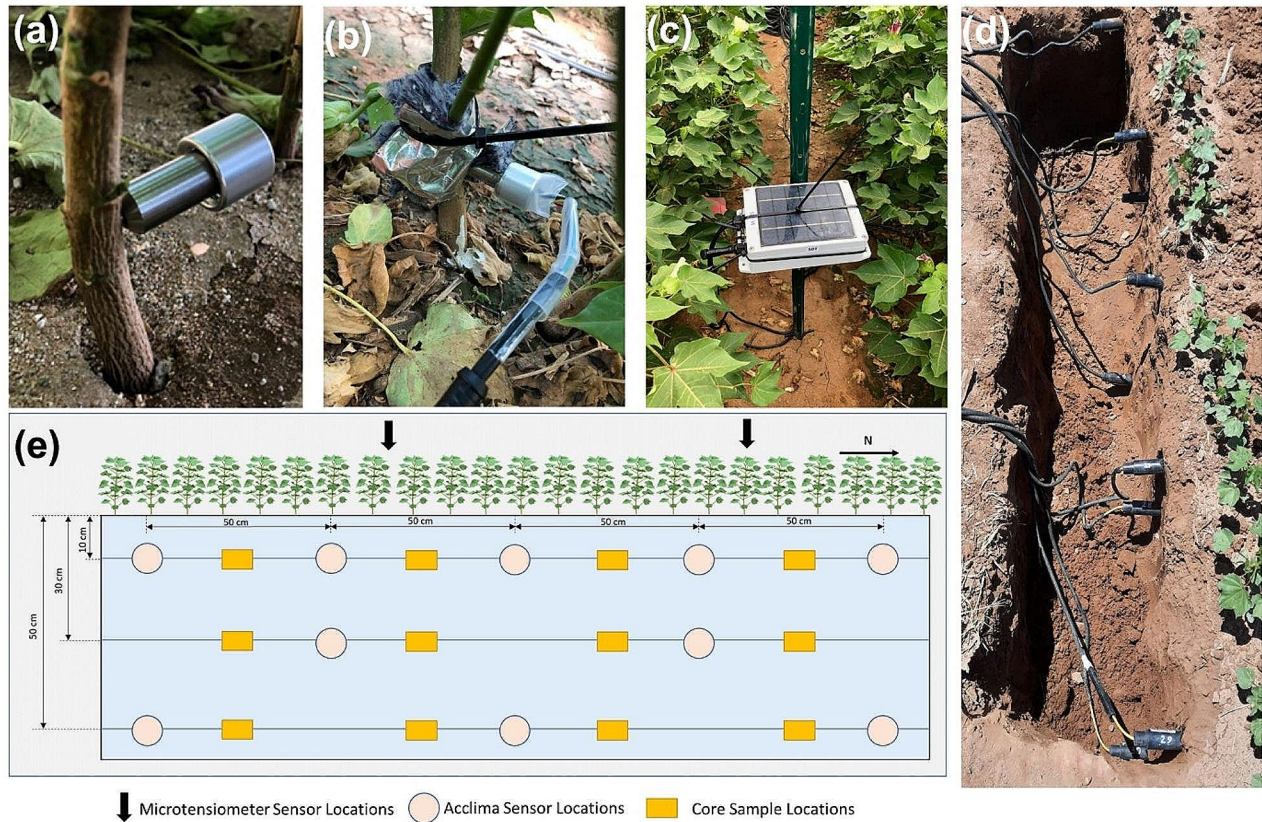 (a)
(b)
(c)
(d)
29
(e)
N
50 cm
50 cm
50 cm
50 cm
10 cm
30 cm
50 cm
Microtensiometer Sensor Locations
Acclima Sensor Locations
Core Sample Locations